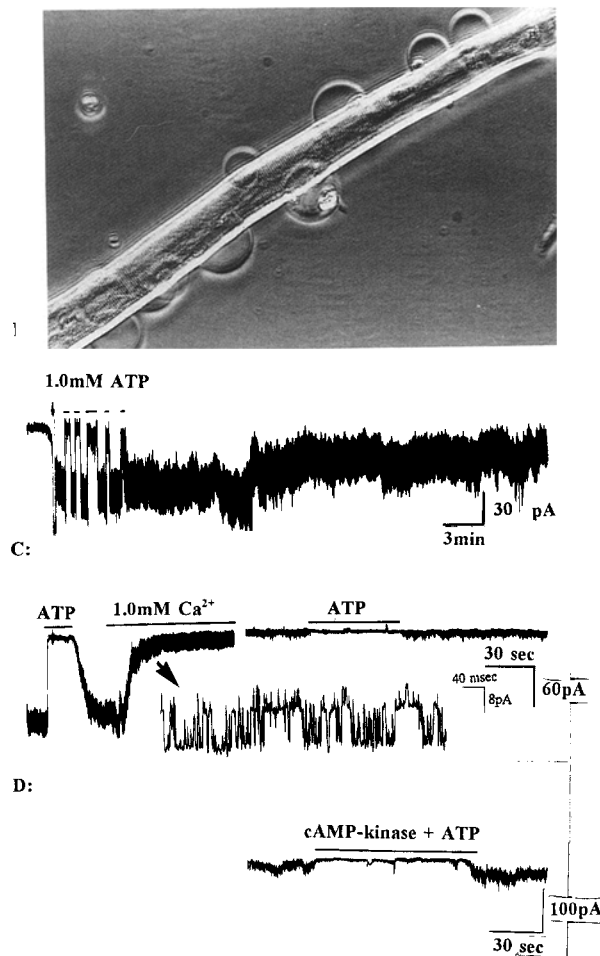 1.0mM ATP
30 pA
3min
C:
ATP
1.0mM Ca²⁺
ATP
30 sec
40 msec
8pA
60pA
D:
cAMP-kinase + ATP
100pA
30 sec